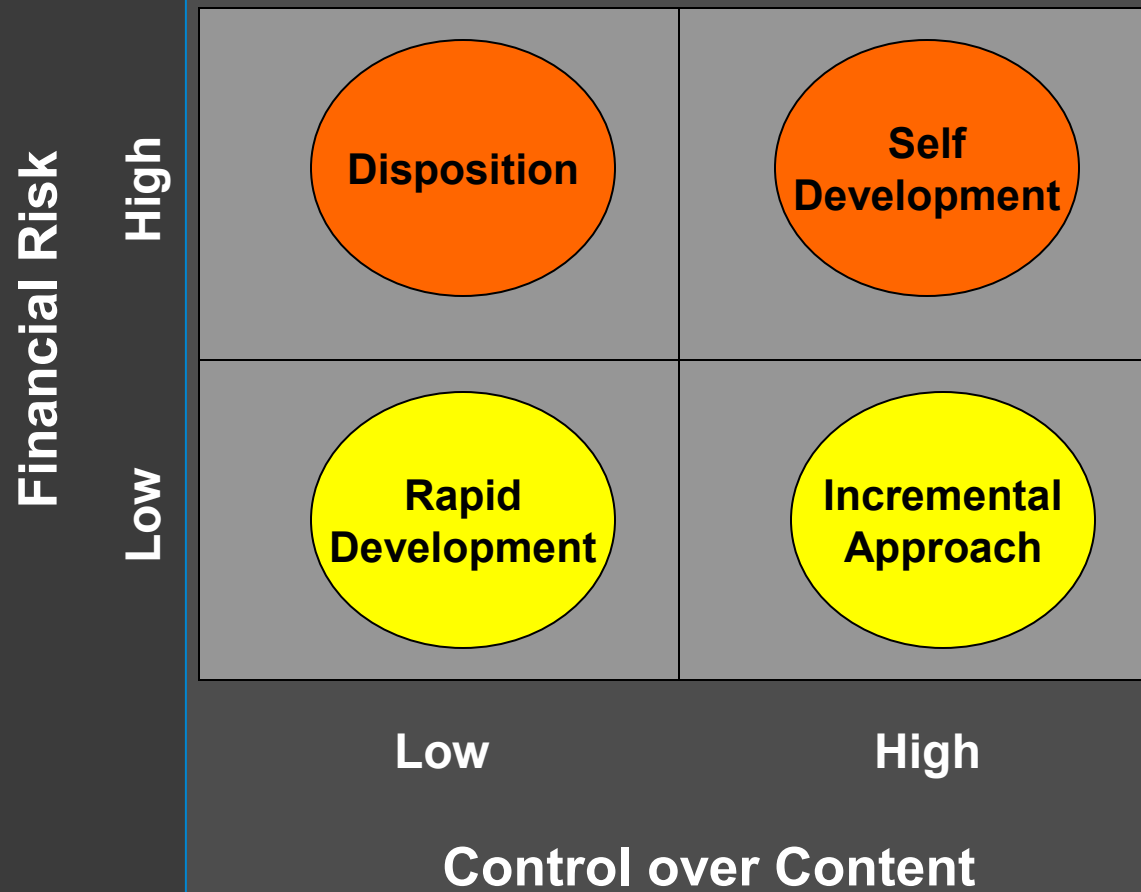 Financial Risk
High
Low
Disposition
Self
Development
Rapid
Development
Incremental
Approach
Low
High
Control over Content